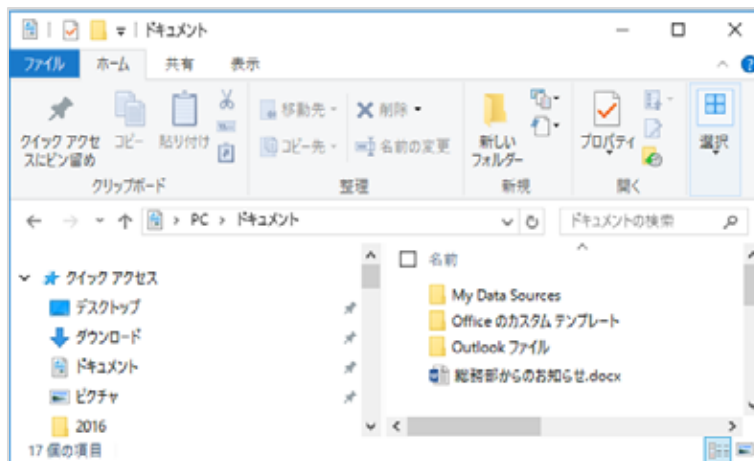 ドキュメント
ファイル ホーム 共有 表示
クイック アクセスにピン留め コピー 貼り付け 移動先 削除 コピー先 名前の変更 新しいフォルダー プロパティ 選択
クリップボード 整理 新規 開く
PC > ドキュメント ドキュメントの検索
クイック アクセス
デスクトップ
ダウンロード
ドキュメント
ピクチャ
2016
名前
My Data Sources
Office のカスタム テンプレート
Outlook ファイル
総務部からのお知らせ.docx
17 個の項目